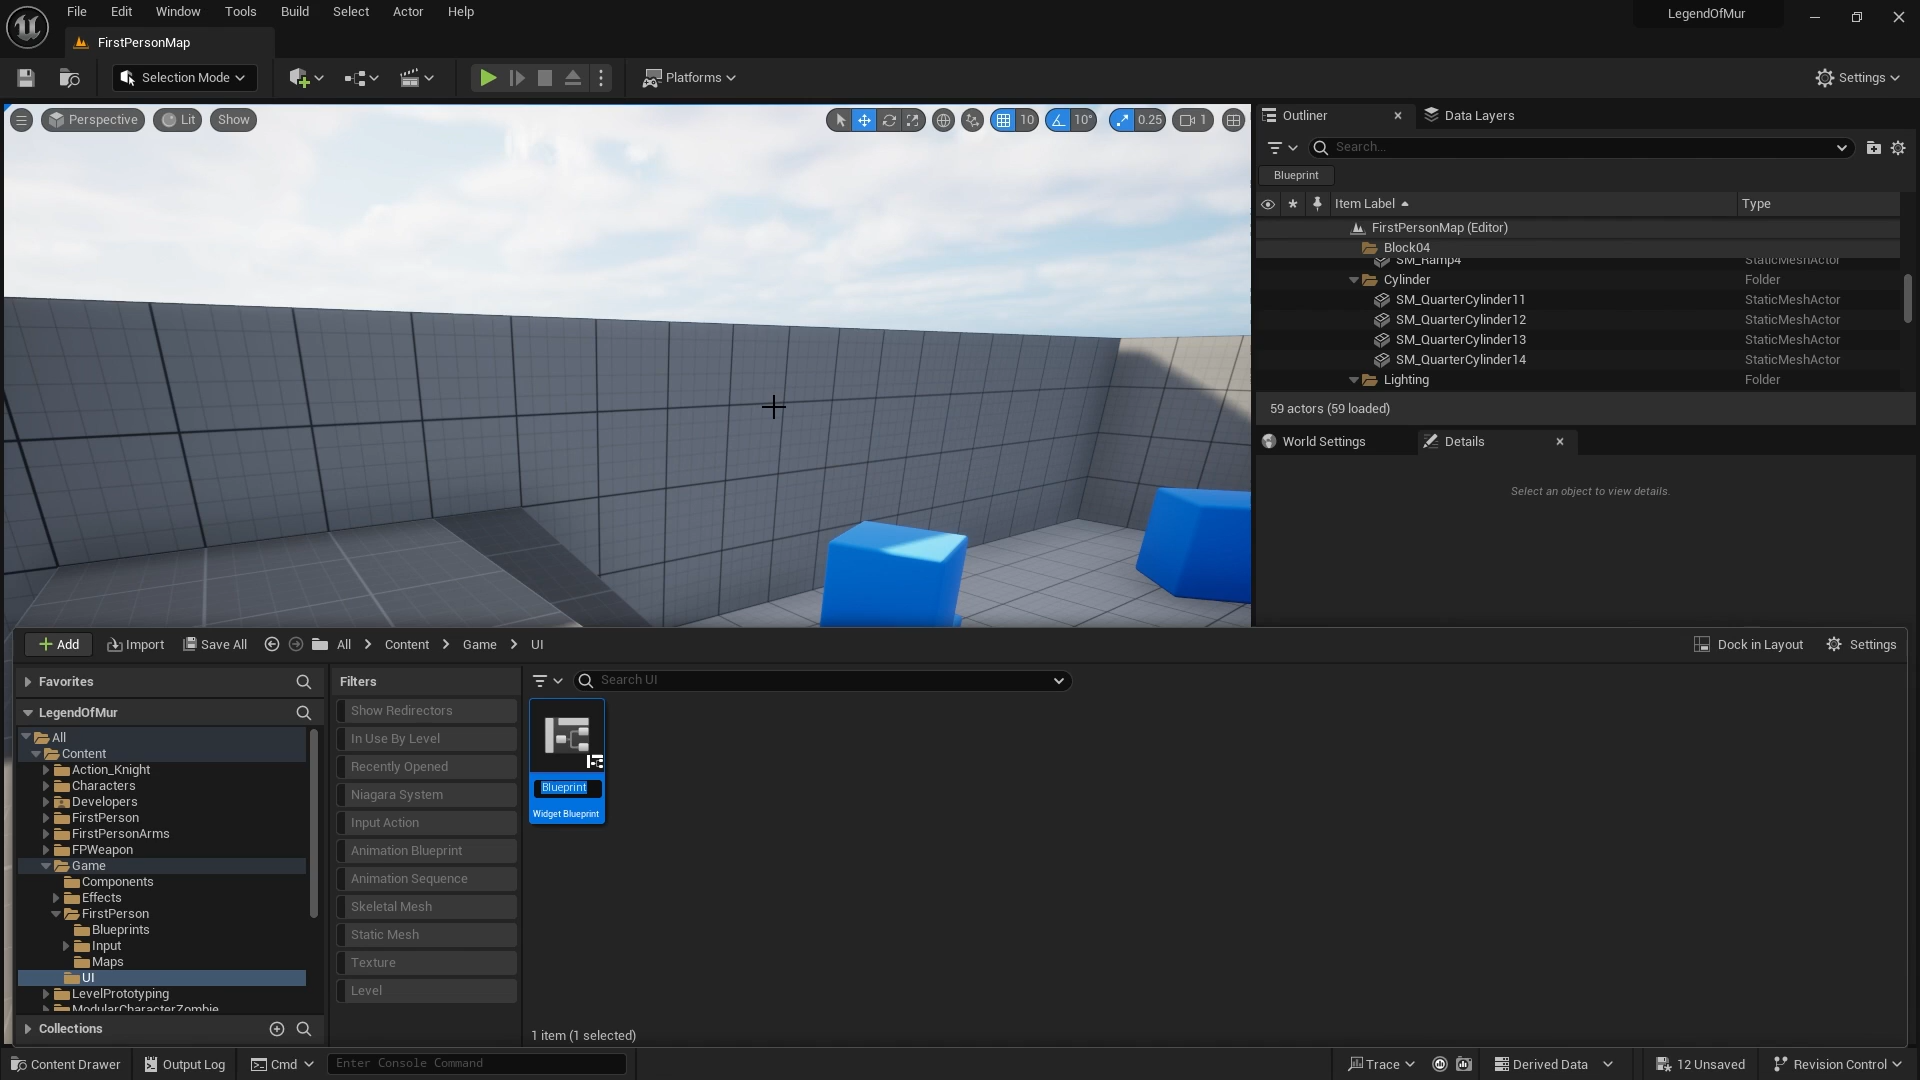 File Edit Window Tools Build Select Actor Help
LegendOfMur
FirstPersonMap
Selection Mode
Platforms
Settings
Perspective Lit Show
10 10° 0.25 1
Outliner Data Layers
Search...
Blueprint
Item Label Type
FirstPersonMap (Editor)
Block04
SM_Ramp4 StaticMeshActor
Cylinder Folder
SM_QuarterCylinder11 StaticMeshActor
SM_QuarterCylinder12 StaticMeshActor
SM_QuarterCylinder13 StaticMeshActor
SM_QuarterCylinder14 StaticMeshActor
Lighting Folder
59 actors (59 loaded)
World Settings Details
Select an object to view details.
Add Import Save All All Content Game UI
Dock in Layout Settings
Favorites
LegendOfMur
All
Content
Action_Knight
Characters
Developers
FirstPerson
FirstPersonArms
FPWeapon
Game
Components
Effects
FirstPerson
Blueprints
Input
Maps
UI
LevelPrototyping
ModularCharacterZombie
Collections
Filters
Show Redirectors
In Use By Level
Recently Opened
Niagara System
Input Action
Animation Blueprint
Animation Sequence
Skeletal Mesh
Static Mesh
Texture
Level
Search UI
Blueprint
Widget Blueprint
1 item (1 selected)
Content Drawer Output Log Cmd Enter Console Command
Trace Derived Data 12 Unsaved Revision Control